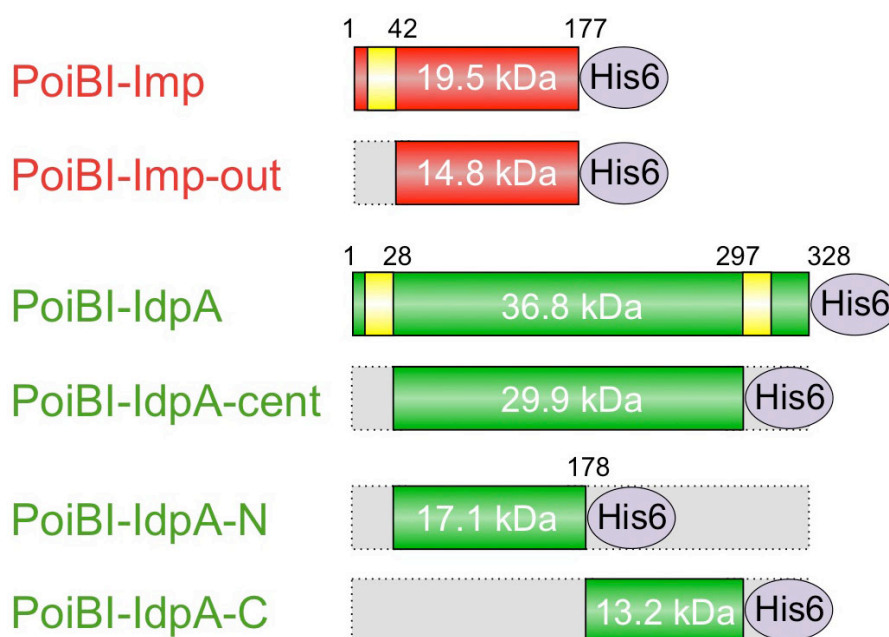 1 42 177
PoiBI-Imp 19.5 kDa His6
PoiBI-Imp-out 14.8 kDa His6
1 28 297 328
PoiBI-IdpA 36.8 kDa His6
PoiBI-IdpA-cent 29.9 kDa His6
178
PoiBI-IdpA-N 17.1 kDa His6
PoiBI-IdpA-C 13.2 kDa His6